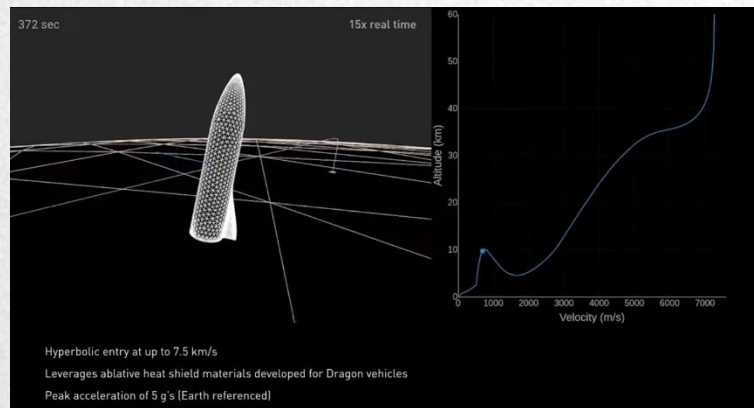 372 sec
15x real time
Hyperbolic entry at up to 7.5 km/s
Leverages ablative heat shield materials developed for Dragon vehicles
Peak acceleration of 5 g's (Earth referenced)
60
50
40
30
20
10
0
Altitude (km)
0 1000 2000 3000 4000 5000 6000 7000
Velocity (m/s)